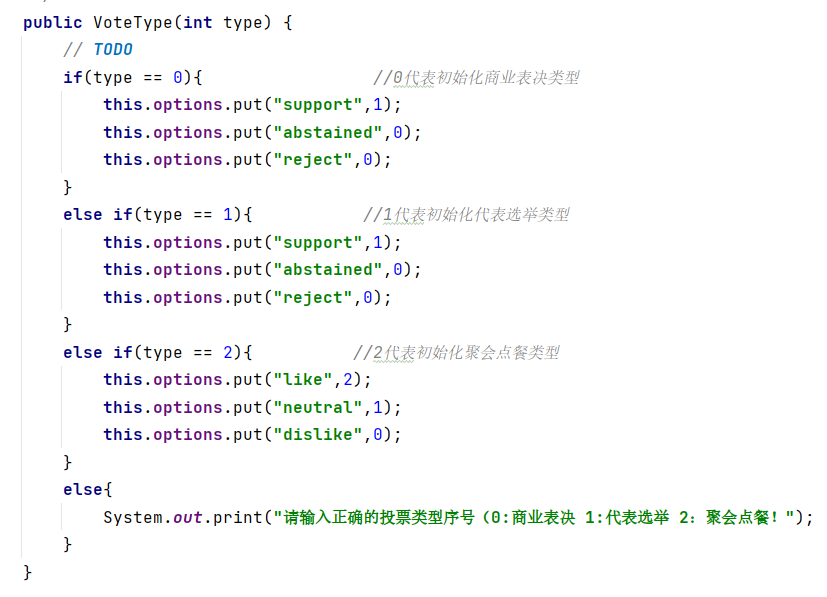 public VoteType(int type) {
// TODO
if(type == 0){ //0代表初始化商业表决类型
this.options.put("support",1);
this.options.put("abstained",0);
this.options.put("reject",0);
}
else if(type == 1){ //1代表初始化代表选举类型
this.options.put("support",1);
this.options.put("abstained",0);
this.options.put("reject",0);
}
else if(type == 2){ //2代表初始化聚会点餐类型
this.options.put("like",2);
this.options.put("neutral",1);
this.options.put("dislike",0);
}
else{
System.out.print("请输入正确的投票类型序号（0:商业表决 1:代表选举 2：聚会点餐！");
}
}